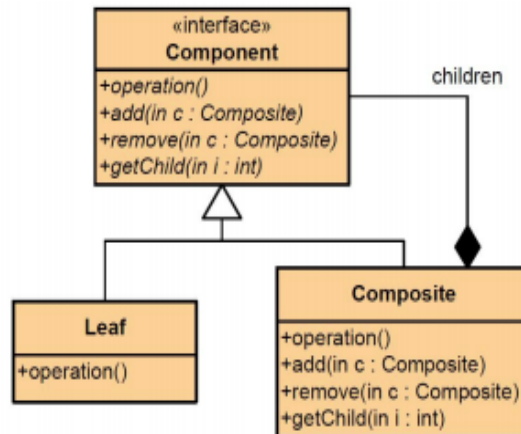 «interface»
Component
+operation()
+add(in c : Composite)
+remove(in c : Composite)
+getChild(in i : int)
children
Leaf
+operation()
Composite
+operation()
+add(in c : Composite)
+remove(in c : Composite)
+getChild(in i : int)